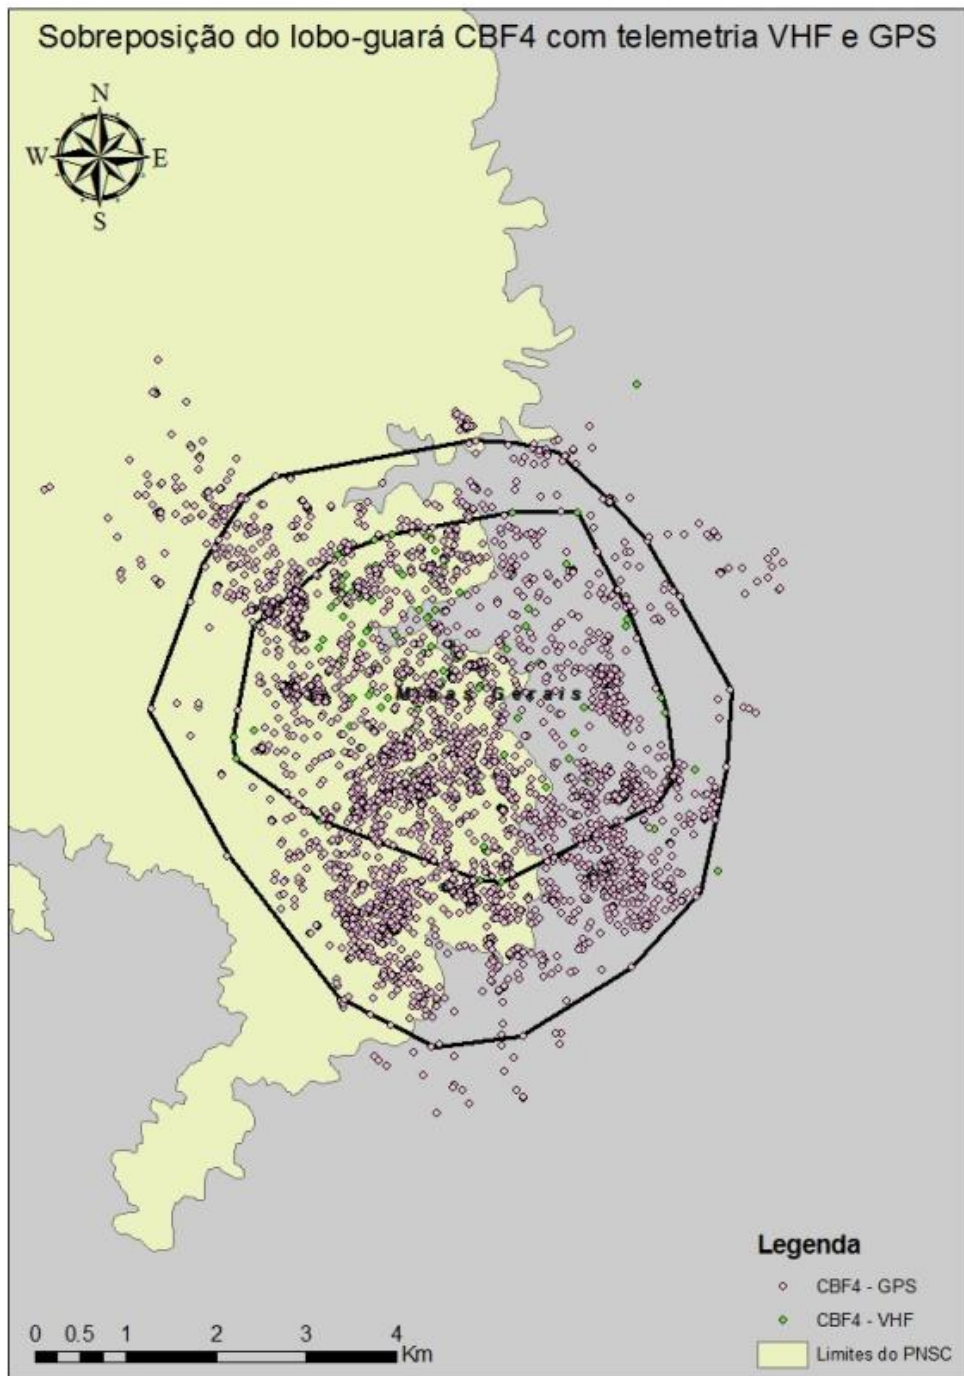 Sobreposição do lobo-guará CBF4 com telemetria VHF e GPS
N
W E
S
Minas Gerais
Legenda
CBF4 - GPS
CBF4 - VHF
Limites do PNSC
0 0.5 1 2 3 4
Km